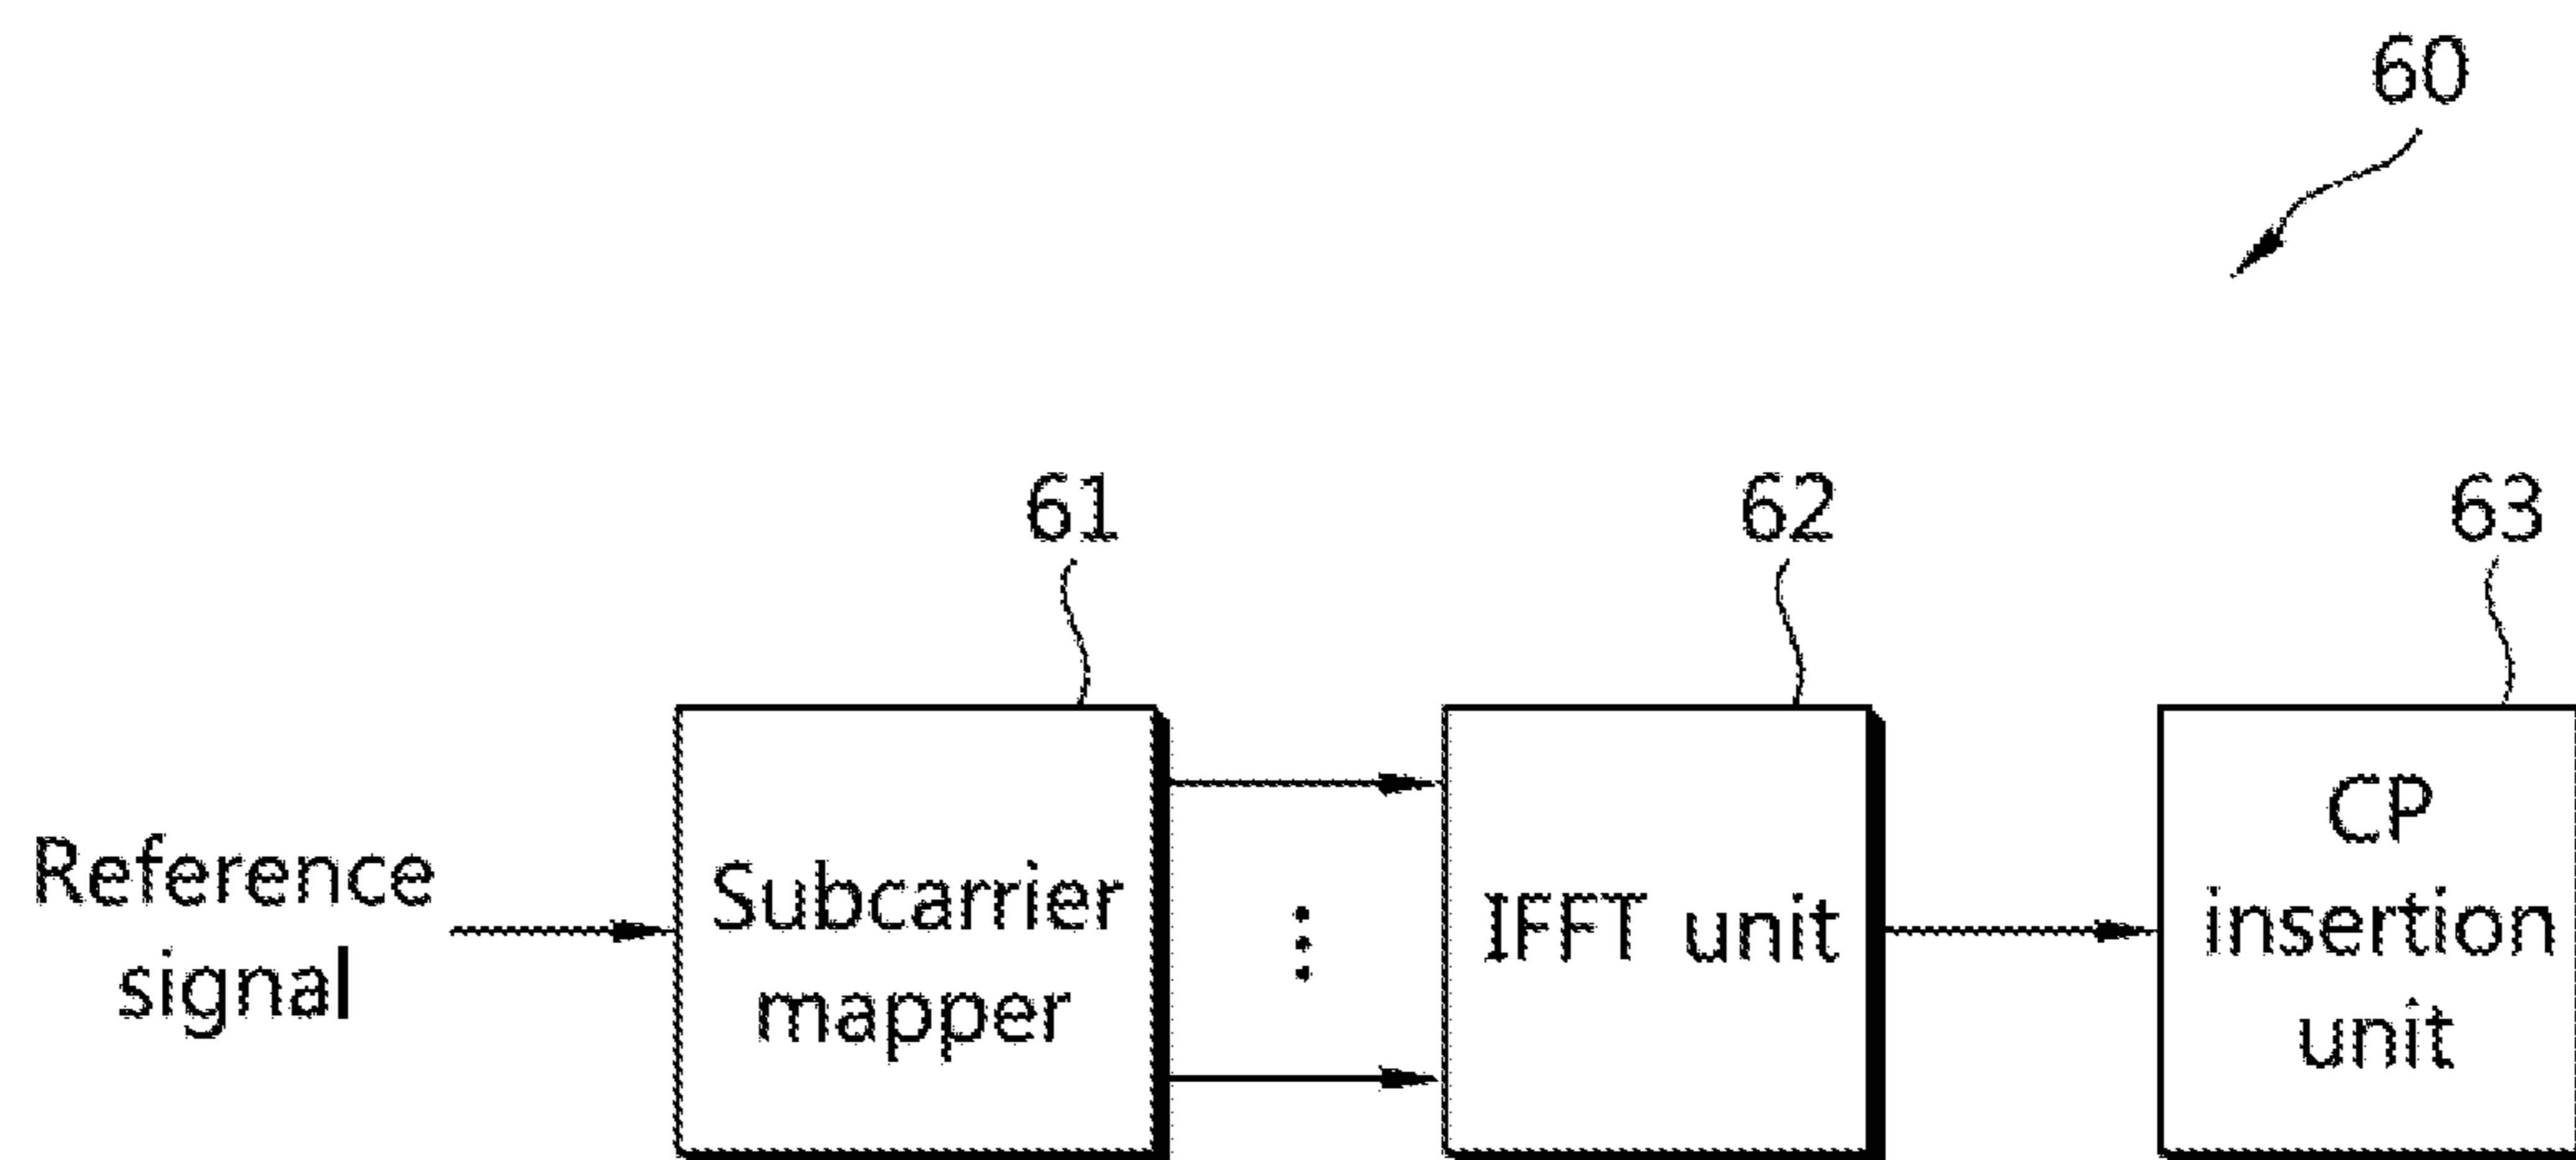 60
61
62
63
Reference
signal
Subcarrier
mapper
IFFT unit
CP
insertion
unit